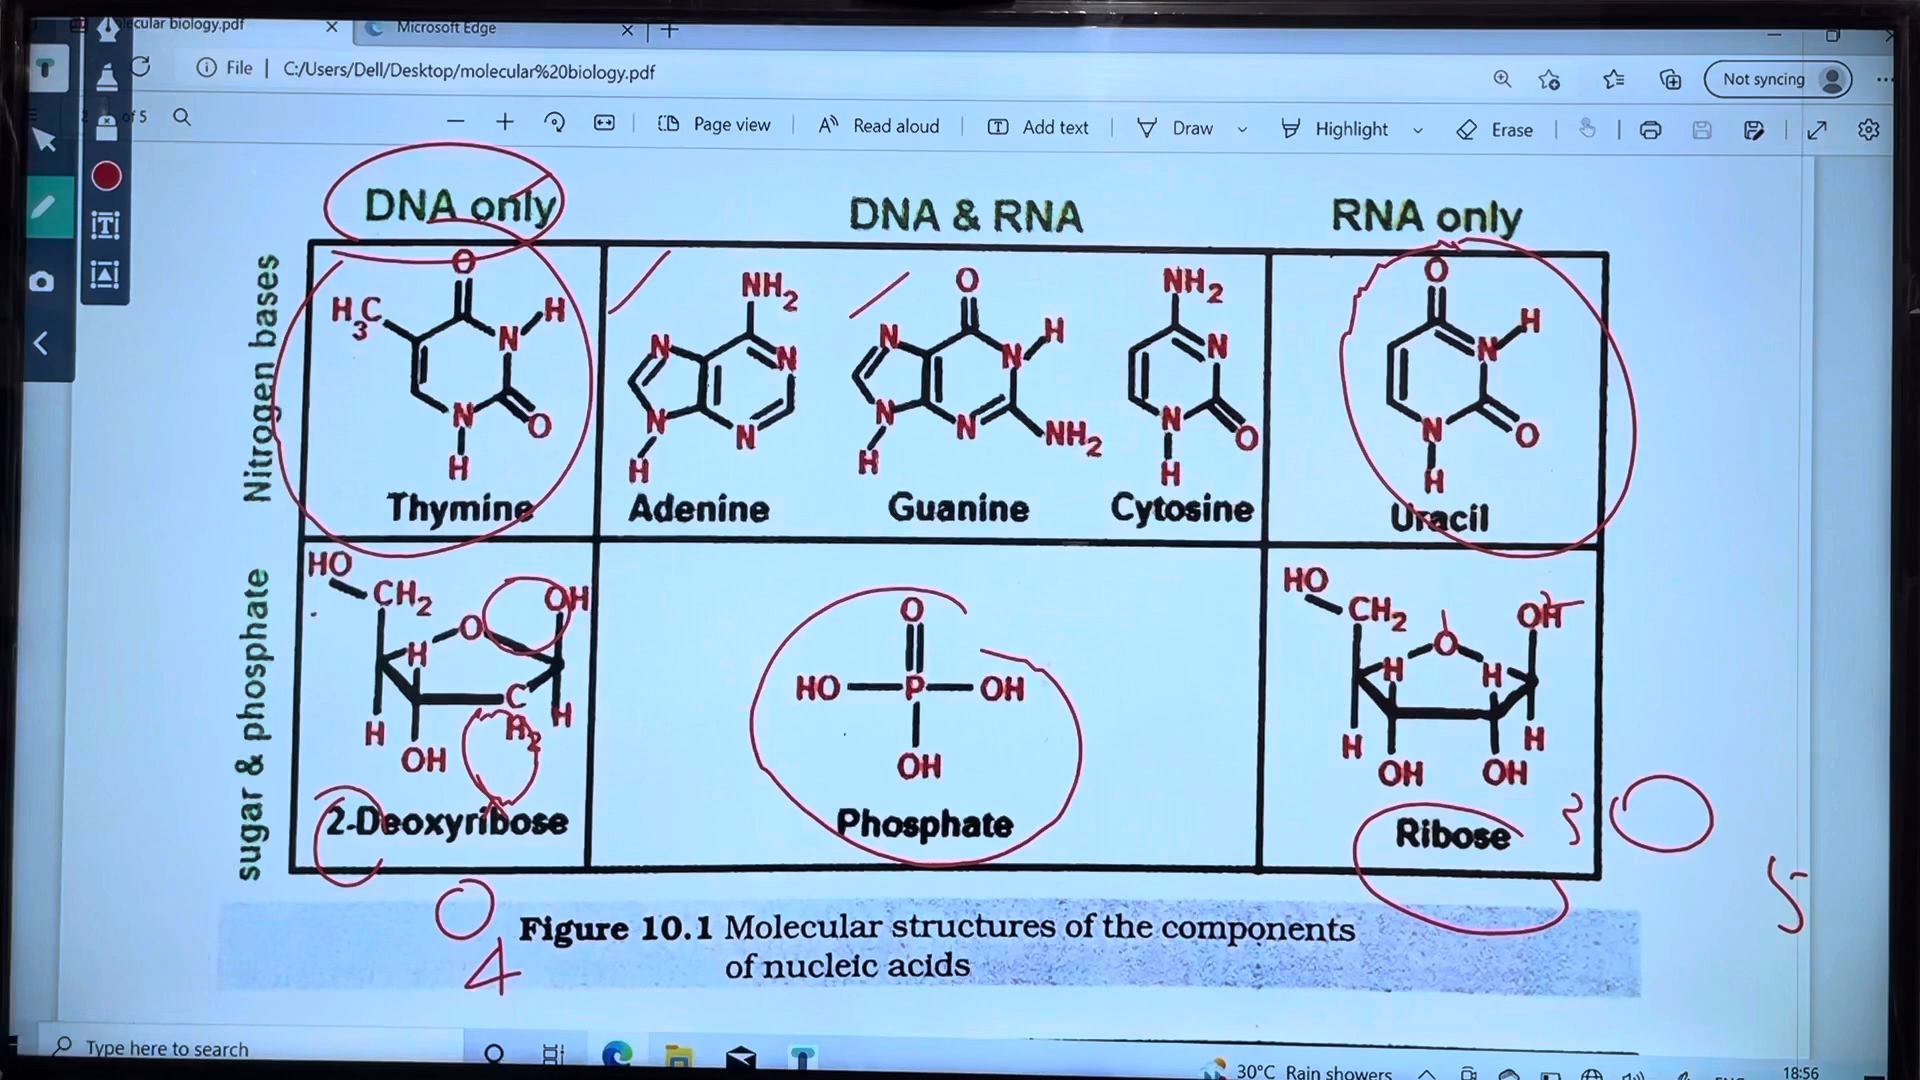 ecular biology.pdf
Microsoft Edge
File | C:/Users/Dell/Desktop/molecular%20biology.pdf
Not syncing
2 of 5
Page view
Read aloud
Add text
Draw
Highlight
Erase
DNA only
DNA & RNA
RNA only
Nitrogen bases
O
H3C
H
N
N
O
H
Thymine
NH2
N
N
N
N
H
Adenine
O
N
H
N
N
N
NH2
H
Guanine
NH2
N
N
O
H
Cytosine
O
H
N
N
O
H
Uracil
sugar & phosphate
HO
CH2
OH
O
H
C
H2
H
H
OH
2-Deoxyribose
O
HO P OH
OH
Phosphate
HO
CH2
OH
O
H
H
H
H
OH
OH
Ribose
3
5
O
4
Figure 10.1 Molecular structures of the components
of nucleic acids
Type here to search
30°C Rain showers
18:56